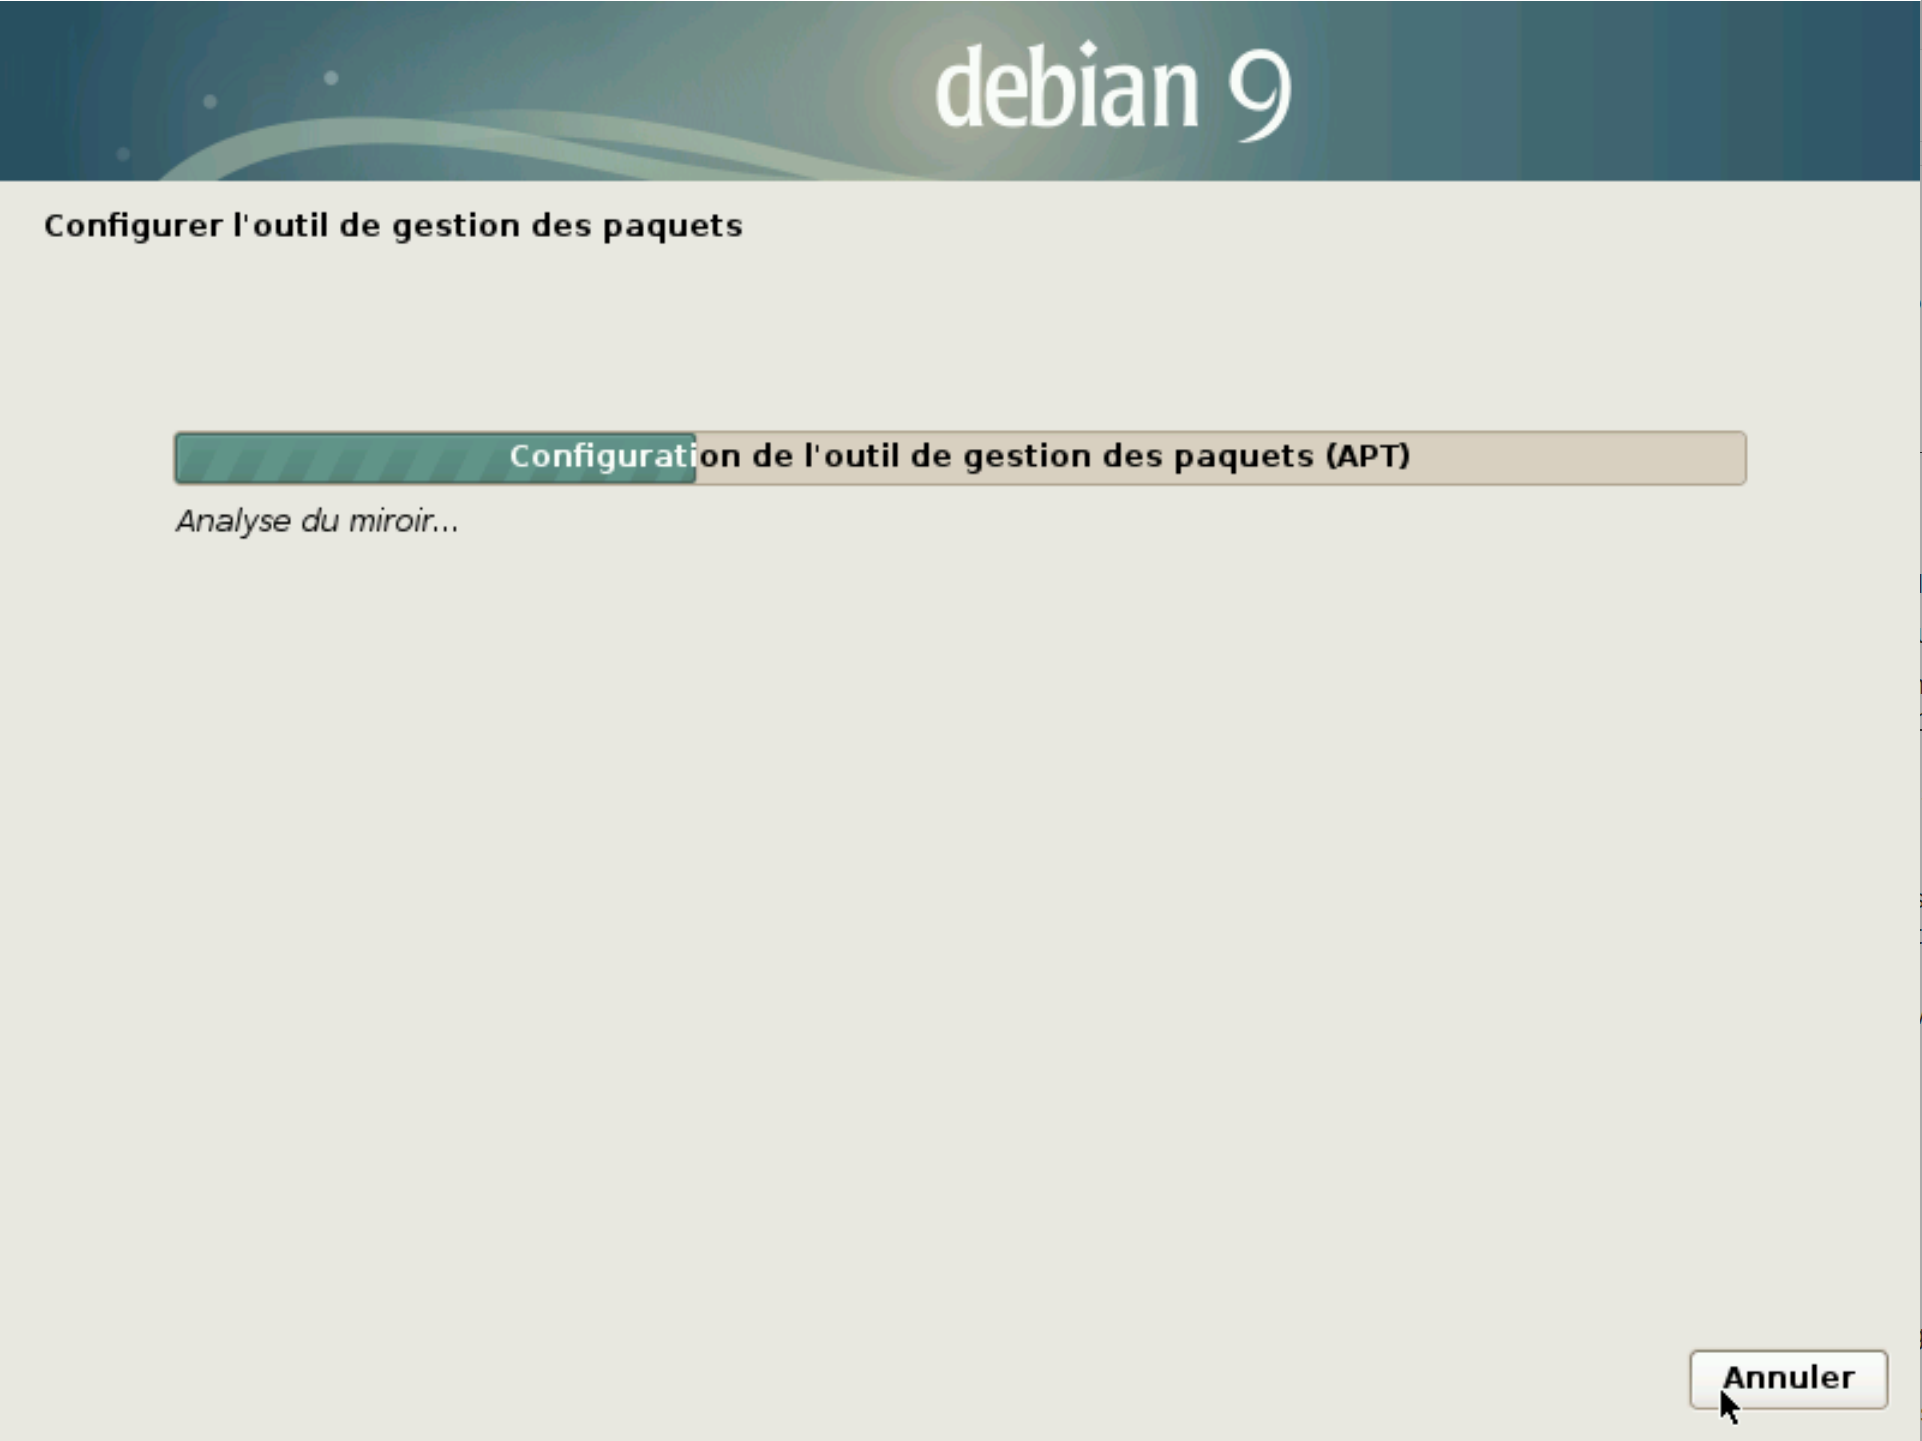 debian 9
Configurer l'outil de gestion des paquets
Configuration de l'outil de gestion des paquets (APT)
Analyse du miroir...
Annuler